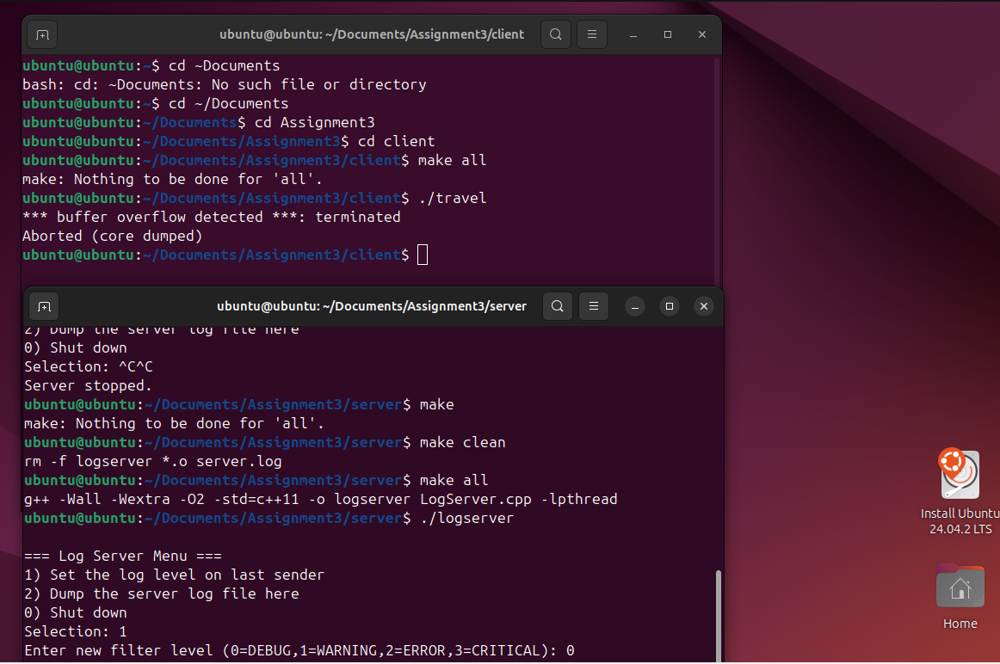 ubuntu@ubuntu: ~/Documents/Assignment3/client
ubuntu@ubuntu:~$ cd ~Documents
bash: cd: ~Documents: No such file or directory
ubuntu@ubuntu:~$ cd ~/Documents
ubuntu@ubuntu:~/Documents$ cd Assignment3
ubuntu@ubuntu:~/Documents/Assignment3$ cd client
ubuntu@ubuntu:~/Documents/Assignment3/client$ make all
make: Nothing to be done for 'all'.
ubuntu@ubuntu:~/Documents/Assignment3/client$ ./travel
*** buffer overflow detected ***: terminated
Aborted (core dumped)
ubuntu@ubuntu:~/Documents/Assignment3/client$
ubuntu@ubuntu: ~/Documents/Assignment3/server
2) Dump the server log file here
0) Shut down
Selection: ^C^C
Server stopped.
ubuntu@ubuntu:~/Documents/Assignment3/server$ make
make: Nothing to be done for 'all'.
ubuntu@ubuntu:~/Documents/Assignment3/server$ make clean
rm -f logserver *.o server.log
ubuntu@ubuntu:~/Documents/Assignment3/server$ make all
g++ -Wall -Wextra -O2 -std=c++11 -o logserver LogServer.cpp -lpthread
ubuntu@ubuntu:~/Documents/Assignment3/server$ ./logserver
=== Log Server Menu ===
1) Set the log level on last sender
2) Dump the server log file here
0) Shut down
Selection: 1
Enter new filter level (0=DEBUG,1=WARNING,2=ERROR,3=CRITICAL): 0
Install Ubuntu
24.04.2 LTS
Home